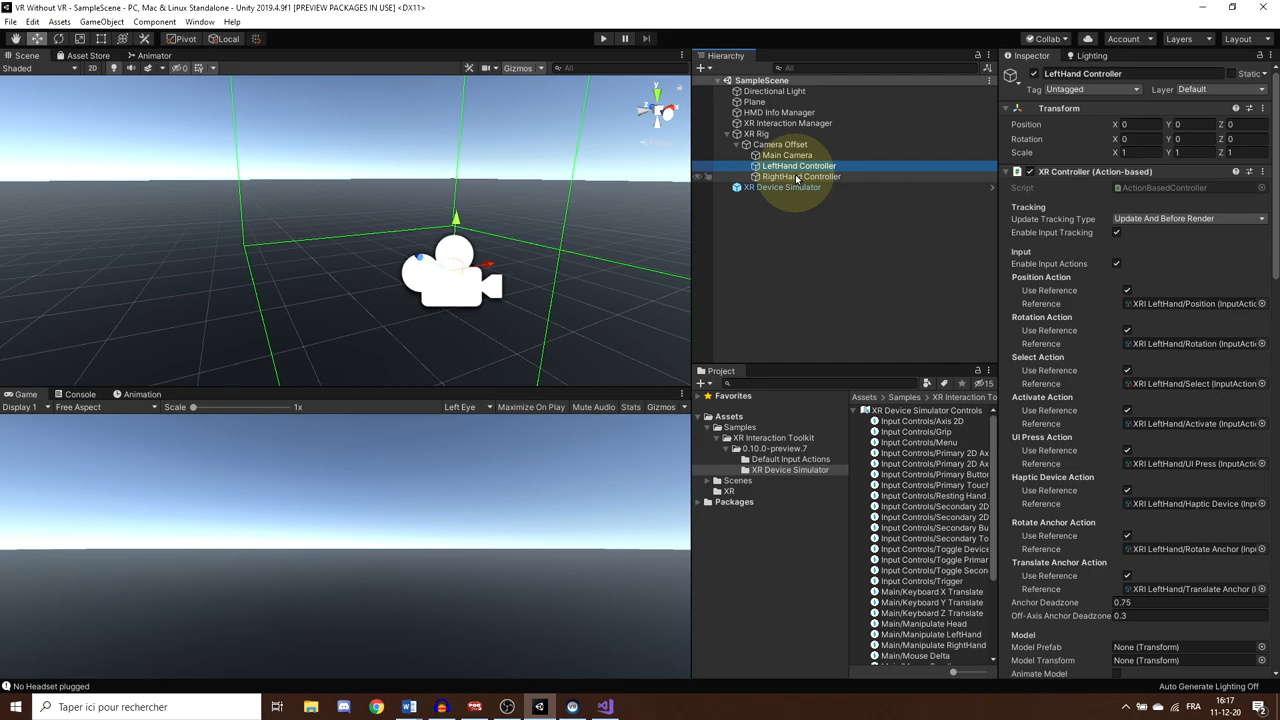 VR Without VR - SampleScene - PC, Mac & Linux Standalone - Unity 2019.4.9f1 [PREVIEW PACKAGES IN USE] <DX11>
File Edit Assets GameObject Component Window Help
Pivot Local Collab Account Layers Layout
Scene Asset Store Animator
Shaded 2D 0 Gizmos All
y
Persp
Hierarchy
All
SampleScene
Directional Light
Plane
HMD Info Manager
XR Interaction Manager
XR Rig
Camera Offset
Main Camera
LeftHand Controller
RightHand Controller
XR Device Simulator
Game Console Animation
Display 1 Free Aspect Scale 1x Left Eye Maximize On Play Mute Audio Stats Gizmos
Project
15
Favorites
Assets
Samples
XR Interaction Toolkit
0.10.0-preview.7
Default Input Actions
XR Device Simulator
Scenes
XR
Packages
Assets > Samples > XR Interaction To
XR Device Simulator Controls
Input Controls/Axis 2D
Input Controls/Grip
Input Controls/Menu
Input Controls/Primary 2D Ax
Input Controls/Primary 2D Ax
Input Controls/Primary Button
Input Controls/Primary Touch
Input Controls/Resting Hand
Input Controls/Secondary 2D
Input Controls/Secondary 2D
Input Controls/Secondary Bu
Input Controls/Secondary To
Input Controls/Toggle Device
Input Controls/Toggle Primar
Input Controls/Toggle Secon
Input Controls/Trigger
Main/Keyboard X Translate
Main/Keyboard Y Translate
Main/Keyboard Z Translate
Main/Manipulate Head
Main/Manipulate LeftHand
Main/Manipulate RightHand
Main/Mouse Delta
Inspector Lighting
LeftHand Controller Static
Tag Untagged Layer Default
Transform
Position X 0 Y 0 Z 0
Rotation X 0 Y 0 Z 0
Scale X 1 Y 1 Z 1
XR Controller (Action-based)
Script ActionBasedController
Tracking
Update Tracking Type Update And Before Render
Enable Input Tracking
Input
Enable Input Actions
Position Action
Use Reference
Reference XRI LeftHand/Position (InputActic
Rotation Action
Use Reference
Reference XRI LeftHand/Rotation (InputActi
Select Action
Use Reference
Reference XRI LeftHand/Select (InputAction
Activate Action
Use Reference
Reference XRI LeftHand/Activate (InputActic
UI Press Action
Use Reference
Reference XRI LeftHand/UI Press (InputActic
Haptic Device Action
Use Reference
Reference XRI LeftHand/Haptic Device (Inpu
Rotate Anchor Action
Use Reference
Reference XRI LeftHand/Rotate Anchor (Inpu
Translate Anchor Action
Use Reference
Reference XRI LeftHand/Translate Anchor (I
Anchor Deadzone 0.75
Off-Axis Anchor Deadzone 0.3
Model
Model Prefab None (Transform)
Model Transform None (Transform)
Animate Model
No Headset plugged
Auto Generate Lighting Off
Taper ici pour rechercher
FRA
16:17
11-12-20